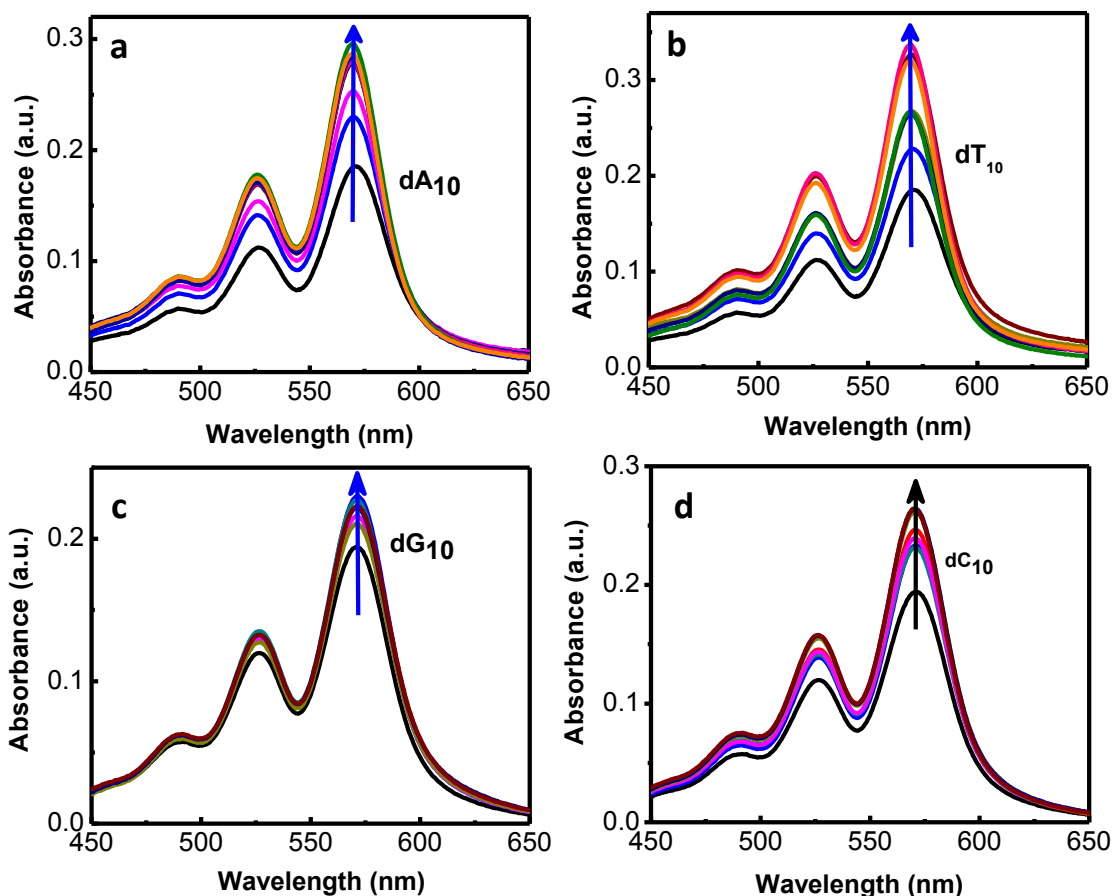 a
0.3
0.2
0.1
0.0
Absorbance (a.u.)
dA10
450 500 550 600 650
Wavelength (nm)
b
0.3
0.2
0.1
0.0
Absorbance (a.u.)
dT10
450 500 550 600 650
Wavelength (nm)
c
0.2
0.1
0.0
Absorbance (a.u.)
dG10
450 500 550 600 650
Wavelength (nm)
d
0.3
0.2
0.1
0.0
Absorbance (a.u.)
dC10
450 500 550 600 650
Wavelength (nm)